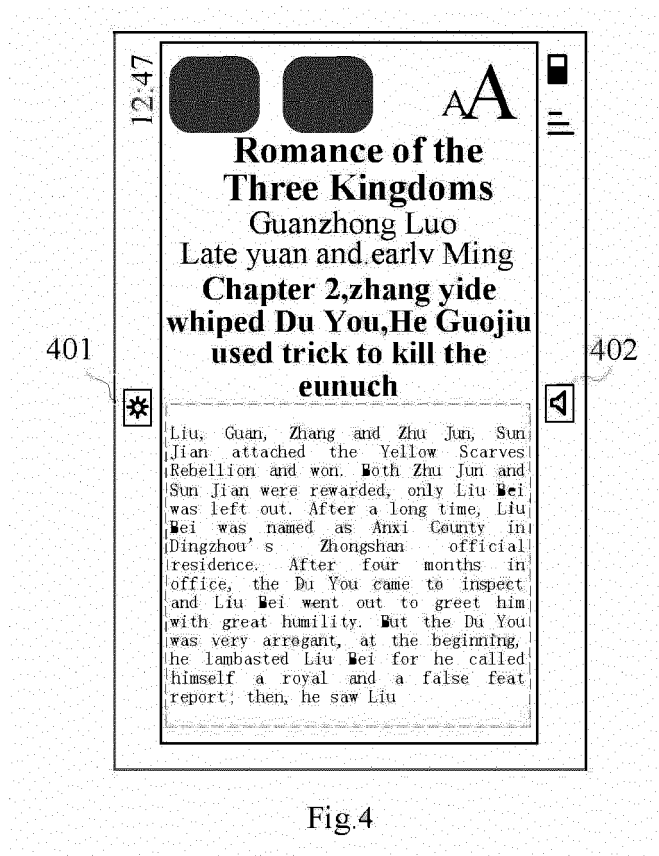 12:47
AA
Romance of the
Three Kingdoms
Guanzhong Luo
Late yuan and.earlv Ming
Chapter 2,zhang yide
whiped Du You,He Guojiu
used trick to kill the
eunuch
401
402
Liu, Guan, Zhang and Zhu Jun, Sun
Jian attached the Yellow Scarves
Rebellion and won. Both Zhu Jun and
Sun Jian were rewarded, only Liu Bei
was left out. After a long time, Liu
Bei was named as Anxi County in
Dingzhou's Zhongshan official
residence. After four months in
office, the Du You came to inspect
and Liu Bei went out to greet him
with great humility. But the Du You
was very arrogant, at the beginning,
he lambasted Liu Bei for he called
himself a royal and a false feat
report; then, he saw Liu
Fig.4